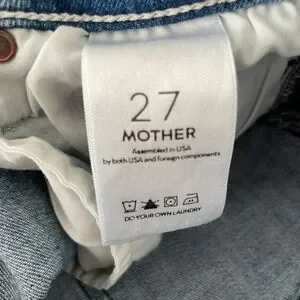 27
MOTHER
Assembled in USA
by both USA and foreign components
DO YOUR OWN LAUNDRY